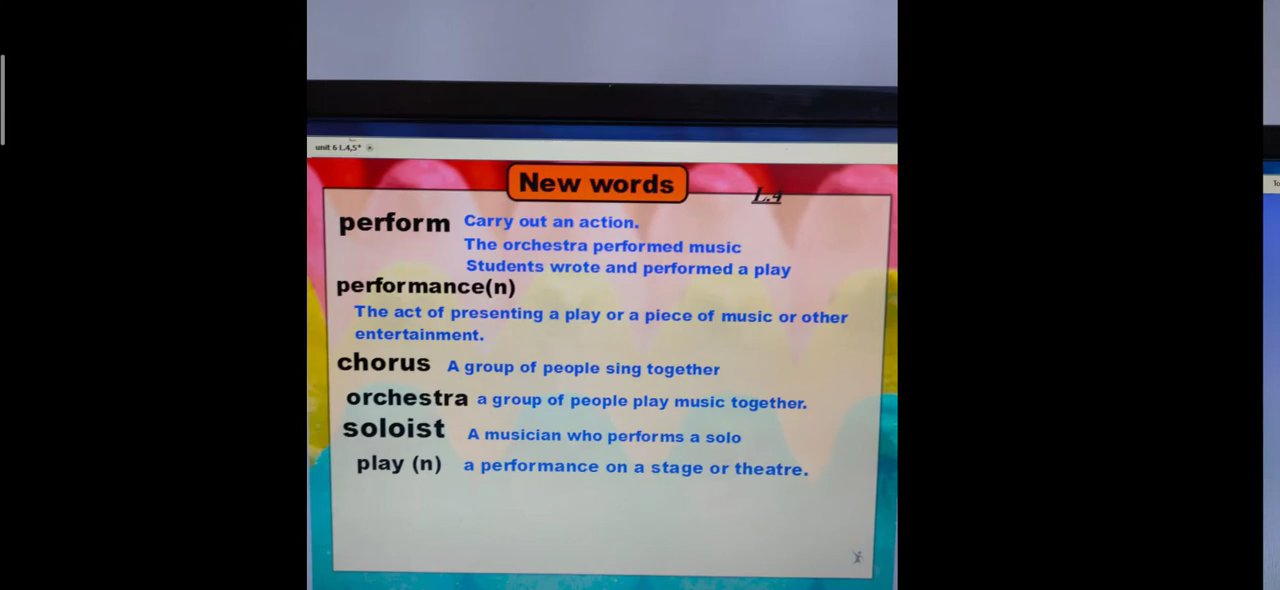 unit 6 L4,5*
New words
L.4
perform Carry out an action.
The orchestra performed music
Students wrote and performed a play
performance(n)
The act of presenting a play or a piece of music or other
entertainment.
chorus A group of people sing together
orchestra a group of people play music together.
soloist A musician who performs a solo
play (n) a performance on a stage or theatre.